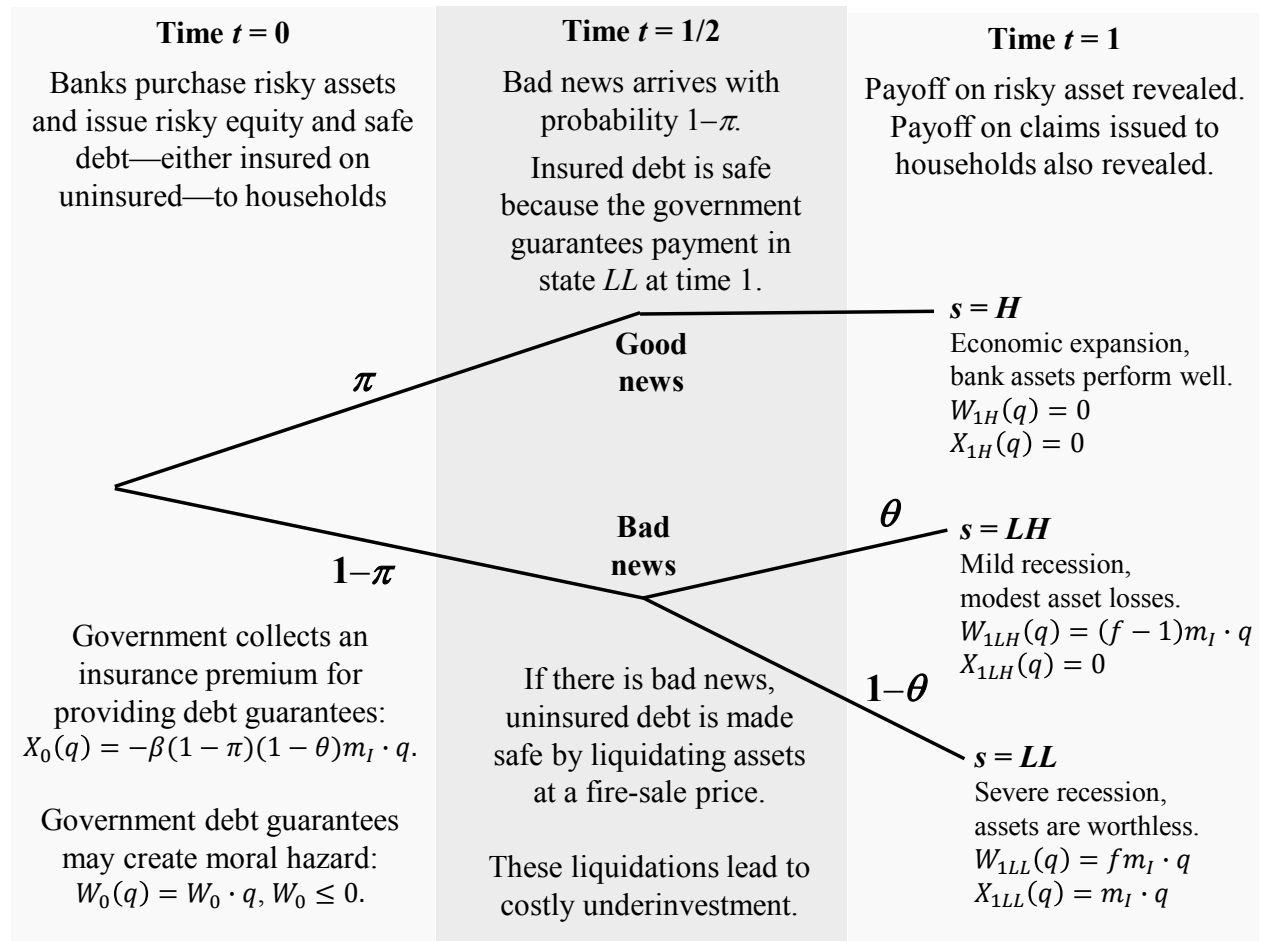 Time t = 0
Banks purchase risky assets
and issue risky equity and safe
debt—either insured on
uninsured—to households
Time t = 1/2
Bad news arrives with
probability 1–π.
Insured debt is safe
because the government
guarantees payment in
state LL at time 1.
Time t = 1
Payoff on risky asset revealed.
Payoff on claims issued to
households also revealed.
π
Good
news
s = H
Economic expansion,
bank assets perform well.
W₁H(q) = 0
X₁H(q) = 0
1–π
Bad
news
θ
s = LH
Mild recession,
modest asset losses.
W₁LH(q) = (f − 1)m_I · q
X₁LH(q) = 0
1–θ
s = LL
Severe recession,
assets are worthless.
W₁LL(q) = fm_I · q
X₁LL(q) = m_I · q
Government collects an
insurance premium for
providing debt guarantees:
X₀(q) = −β(1 − π)(1 − θ)m_I · q.
Government debt guarantees
may create moral hazard:
W₀(q) = W₀ · q, W₀ ≤ 0.
If there is bad news,
uninsured debt is made
safe by liquidating assets
at a fire-sale price.
These liquidations lead to
costly underinvestment.